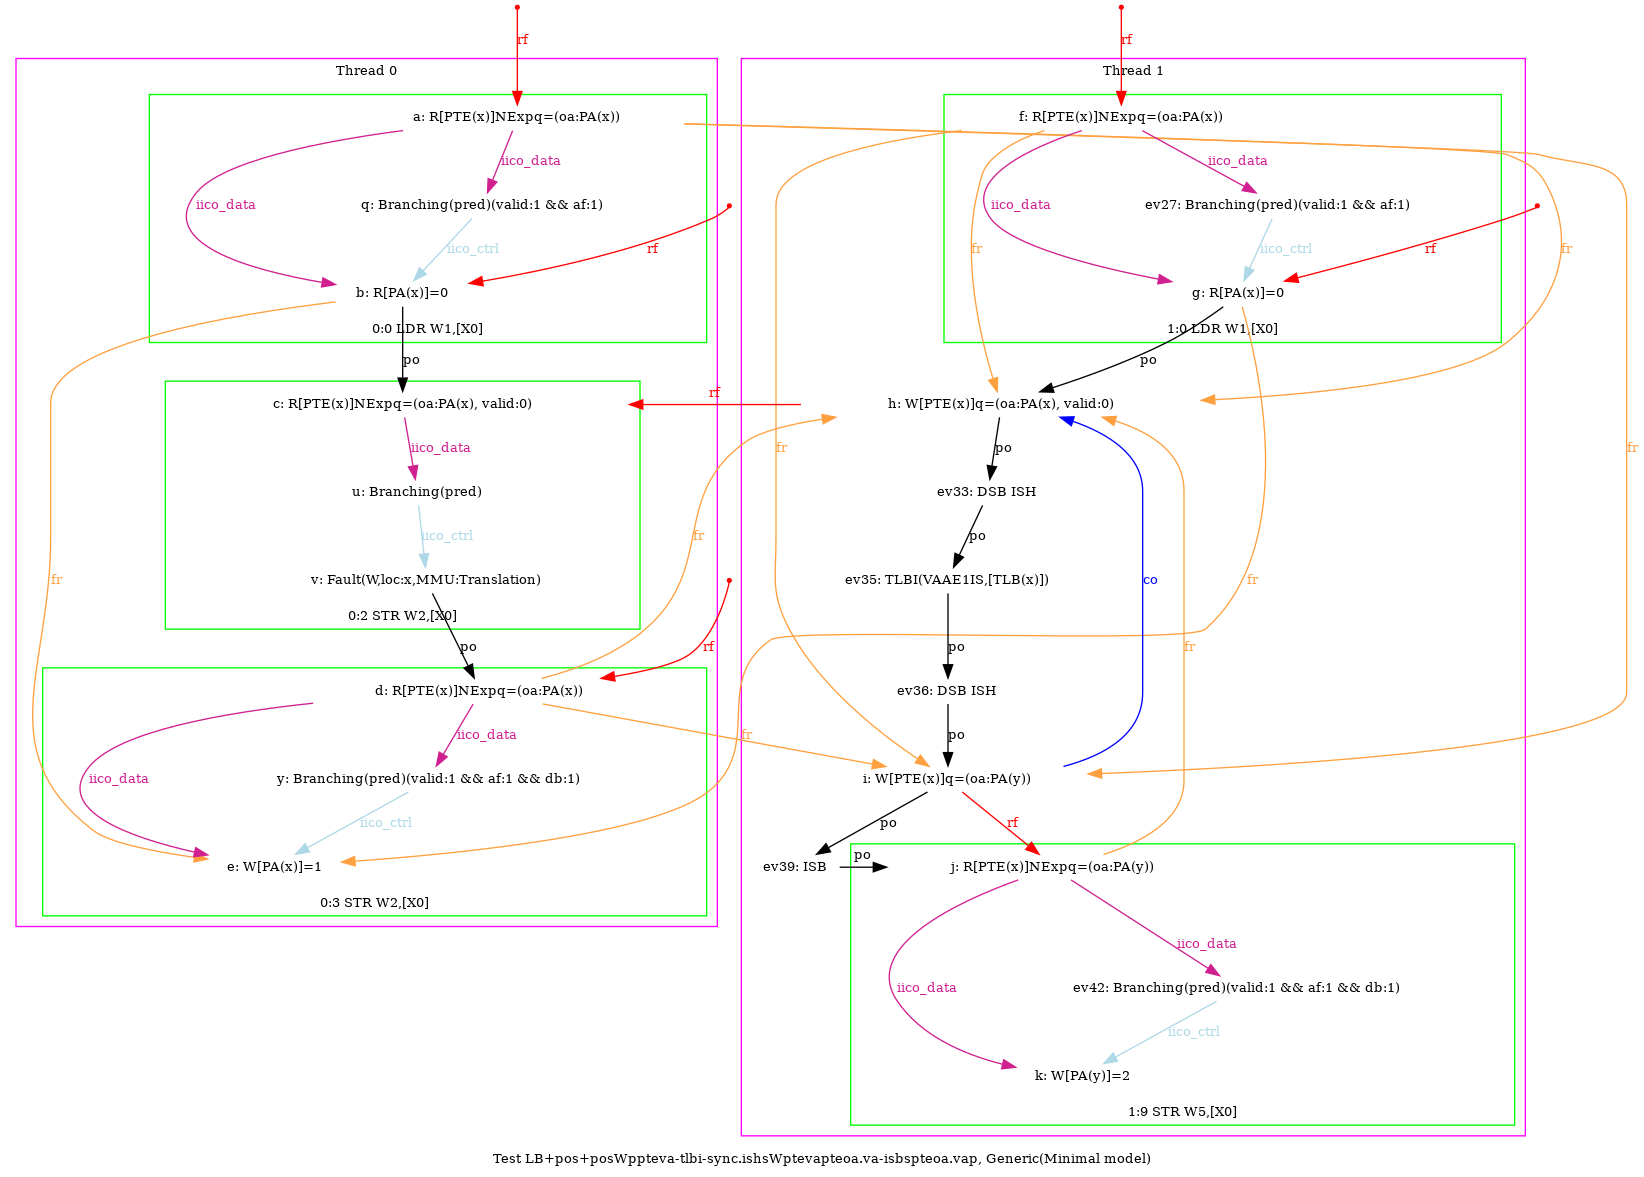 rf
rf
Thread 0
Thread 1
a: R[PTE(x)]NExpq=(oa:PA(x))
f: R[PTE(x)]NExpq=(oa:PA(x))
iico_data
iico_data
iico_data
q: Branching(pred)(valid:1 && af:1)
iico_data
ev27: Branching(pred)(valid:1 && af:1)
iico_ctrl
rf
fr
iico_ctrl
rf
fr
b: R[PA(x)]=0
g: R[PA(x)]=0
0:0 LDR W1,[X0]
1:0 LDR W1,[X0]
po
po
rf
c: R[PTE(x)]NExpq=(oa:PA(x), valid:0)
h: W[PTE(x)]q=(oa:PA(x), valid:0)
iico_data
fr
po
fr
u: Branching(pred)
ev33: DSB ISH
iico_ctrl
fr
po
fr
v: Fault(W,loc:x,MMU:Translation)
ev35: TLBI(VAAE1IS,[TLB(x)])
co
fr
0:2 STR W2,[X0]
po
rf
po
fr
d: R[PTE(x)]NExpq=(oa:PA(x))
ev36: DSB ISH
iico_data
fr
po
iico_data
y: Branching(pred)(valid:1 && af:1 && db:1)
i: W[PTE(x)]q=(oa:PA(y))
iico_ctrl
po
rf
e: W[PA(x)]=1
ev39: ISB
po
j: R[PTE(x)]NExpq=(oa:PA(y))
0:3 STR W2,[X0]
iico_data
iico_data
ev42: Branching(pred)(valid:1 && af:1 && db:1)
iico_ctrl
k: W[PA(y)]=2
1:9 STR W5,[X0]
Test LB+pos+posWppteva-tlbi-sync.ishsWptevapteoa.va-isbspteoa.vap, Generic(Minimal model)